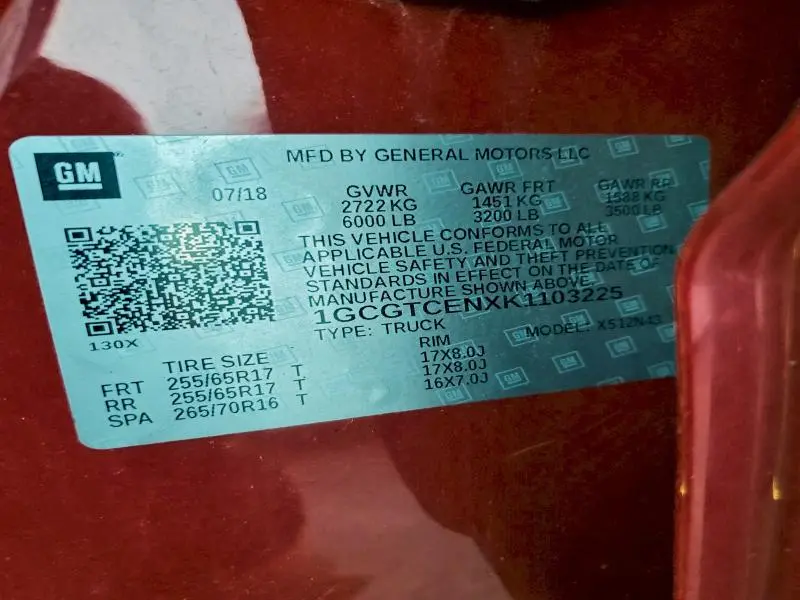 GM
MFD BY GENERAL MOTORS LLC
07/18
GVWR GAWR FRT GAWR RR
2722 KG 1451 KG 1588 KG
6000 LB 3200 LB 3500 LB
THIS VEHICLE CONFORMS TO ALL
APPLICABLE U.S. FEDERAL MOTOR
VEHICLE SAFETY AND THEFT PREVENTION
STANDARDS IN EFFECT ON THE DATE OF
MANUFACTURE SHOWN ABOVE.
1GCGTCENXK1103225
TYPE: TRUCK MODEL: XS12N43
130X
TIRE SIZE RIM
FRT 255/65R17 T 17X8.0J
RR 255/65R17 T 17X8.0J
SPA 265/70R16 T 16X7.0J